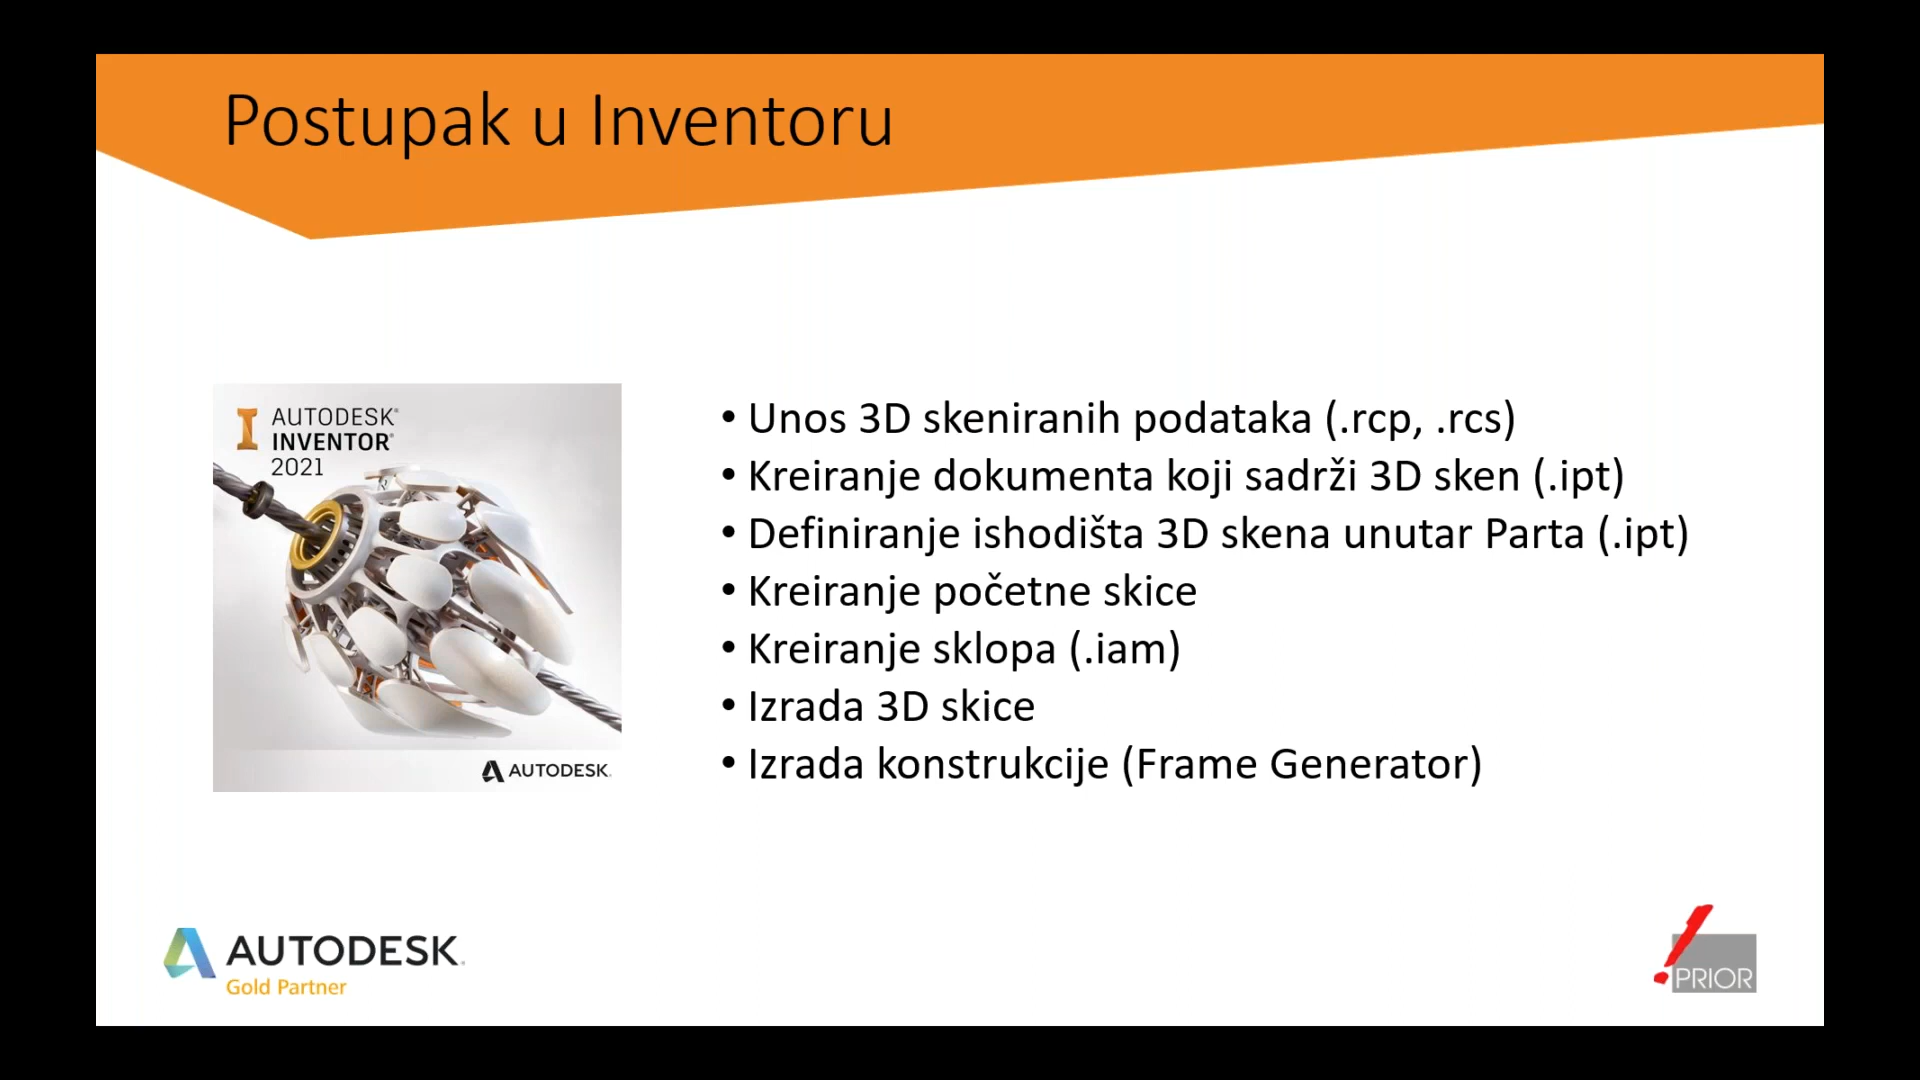 Postupak u Inventoru
AUTODESK®
INVENTOR®
2021
AUTODESK.
• Unos 3D skeniranih podataka (.rcp, .rcs)
• Kreiranje dokumenta koji sadrži 3D sken (.ipt)
• Definiranje ishodišta 3D skena unutar Parta (.ipt)
• Kreiranje početne skice
• Kreiranje sklopa (.iam)
• Izrada 3D skice
• Izrada konstrukcije (Frame Generator)
AUTODESK.
Gold Partner
PRIOR